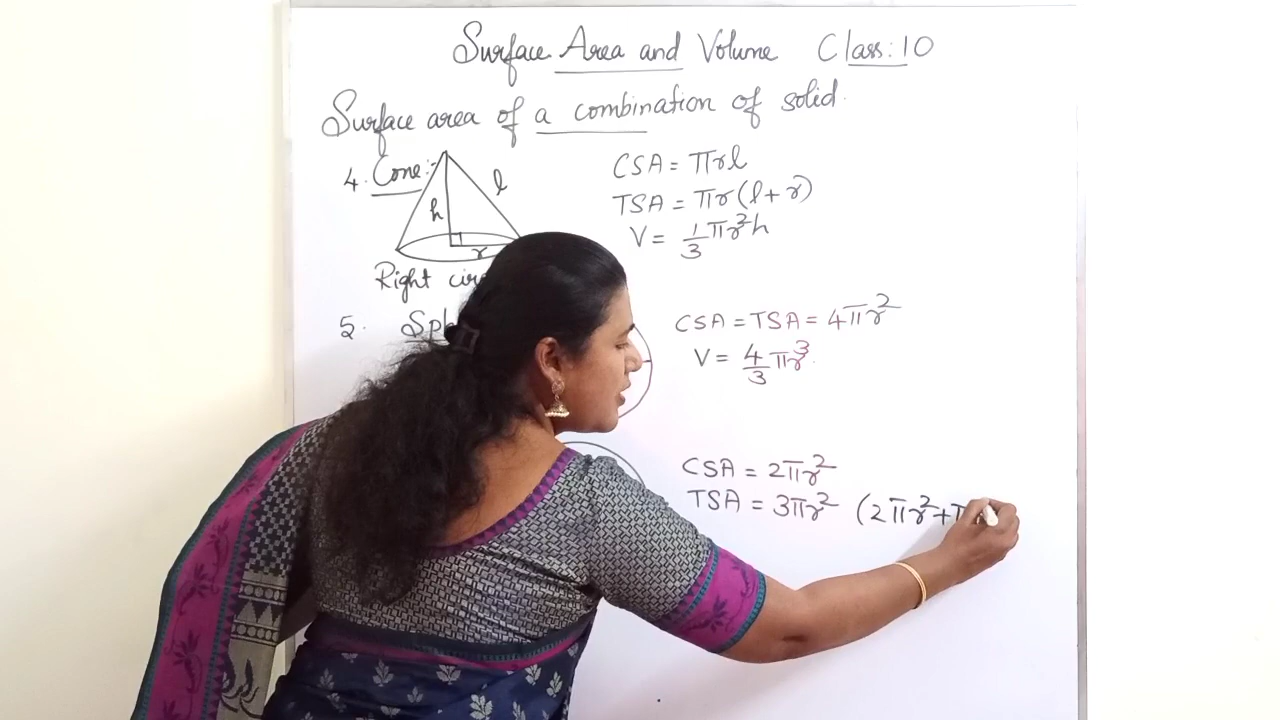 Surface Area and Volume Class: 10
Surface area of a combination of solid.
4. Cone:-
l
h
r
CSA = πrl
TSA = πr(l+r)
V = 1/3 πr²h
Right
5.
CSA = TSA = 4πr²
V = 4/3 πr³.
CSA = 2πr²
TSA = 3πr² (2πr²+